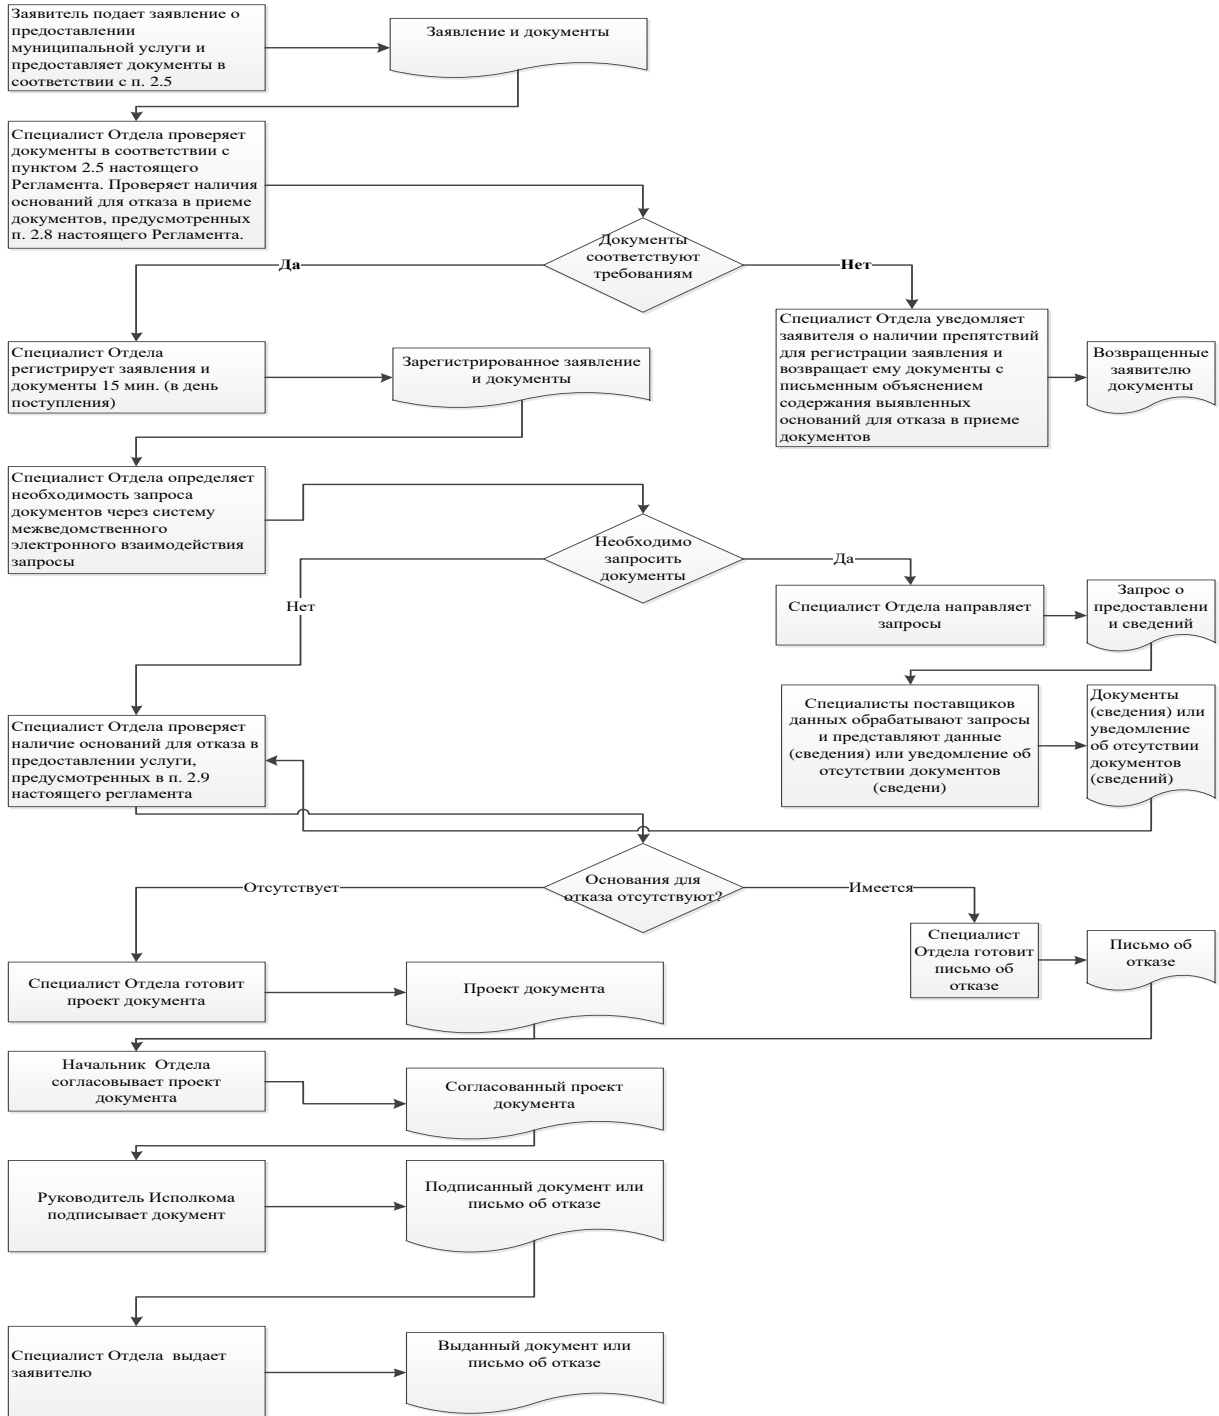 Заявитель подает заявление о
предоставлении
муниципальной услуги и
предоставляет документы в
соответствии с п. 2.5
Заявление и документы
Специалист Отдела проверяет
документы в соответствии с
пунктом 2.5 настоящего
Регламента. Проверяет наличия
оснований для отказа в приеме
документов, предусмотренных
п. 2.8 настоящего Регламента.
Документы
соответствуют
требованиям
Да
Нет
Специалист Отдела
регистрирует заявления и
документы 15 мин. (в день
поступления)
Зарегистрированное заявление
и документы
Специалист Отдела уведомляет
заявителя о наличии препятствий
для регистрации заявления и
возвращает ему документы с
письменным объяснением
содержания выявленных
оснований для отказа в приеме
документов
Возвращенные
заявителю
документы
Специалист Отдела определяет
необходимость запроса
документов через систему
межведомственного
электронного взаимодействия
запросы
Необходимо
запросить
документы
Да
Нет
Специалист Отдела направляет
запросы
Запрос о
предоставлени
и сведений
Специалисты поставщиков
данных обрабатывают запросы
и представляют данные
(сведения) или уведомление об
отсутствии документов
(сведени)
Документы
(сведения) или
уведомление
об отсутствии
документов
(сведений)
Специалист Отдела проверяет
наличие оснований для отказа в
предоставлении услуги,
предусмотренных в п. 2.9
настоящего регламента
Основания для
отказа отсутствуют?
Отсутствует
Имеется
Специалист
Отдела готовит
письмо об
отказе
Письмо об
отказе
Специалист Отдела готовит
проект документа
Проект документа
Начальник  Отдела
согласовывает проект
документа
Согласованный проект
документа
Руководитель Исполкома
подписывает документ
Подписанный документ или
письмо об отказе
Специалист Отдела  выдает
заявителю
Выданный документ или
письмо об отказе